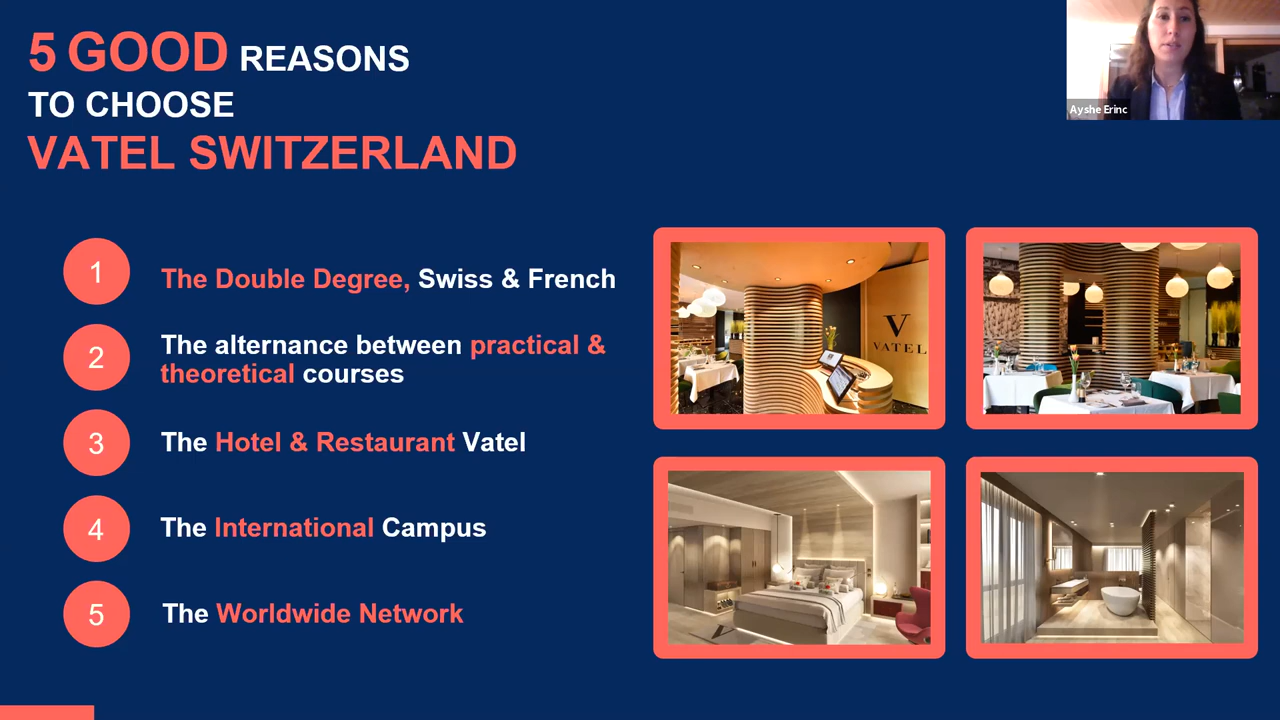 5 GOOD REASONS
TO CHOOSE
VATEL SWITZERLAND
Ayshe Erinc
1
The Double Degree, Swiss & French
2
The alternance between practical &
theoretical courses
3
The Hotel & Restaurant Vatel
4
The International Campus
5
The Worldwide Network
V
VATEL